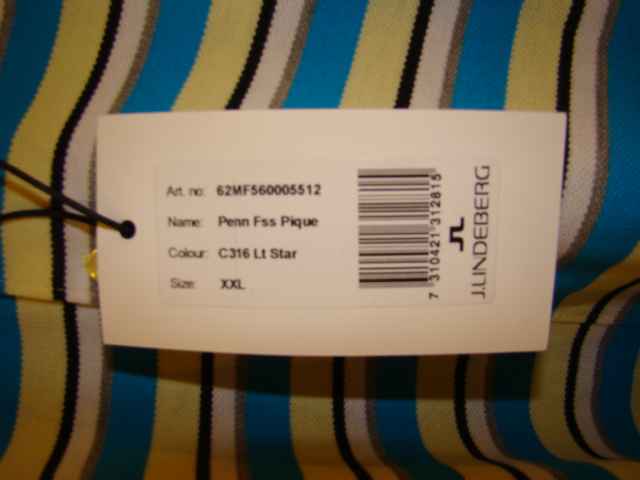 Art. no: 62MF560005512
Name: Penn Fss Pique
Colour: C316 Lt Star
Size: XXL
7 310421 312815
J.LINDEBERG